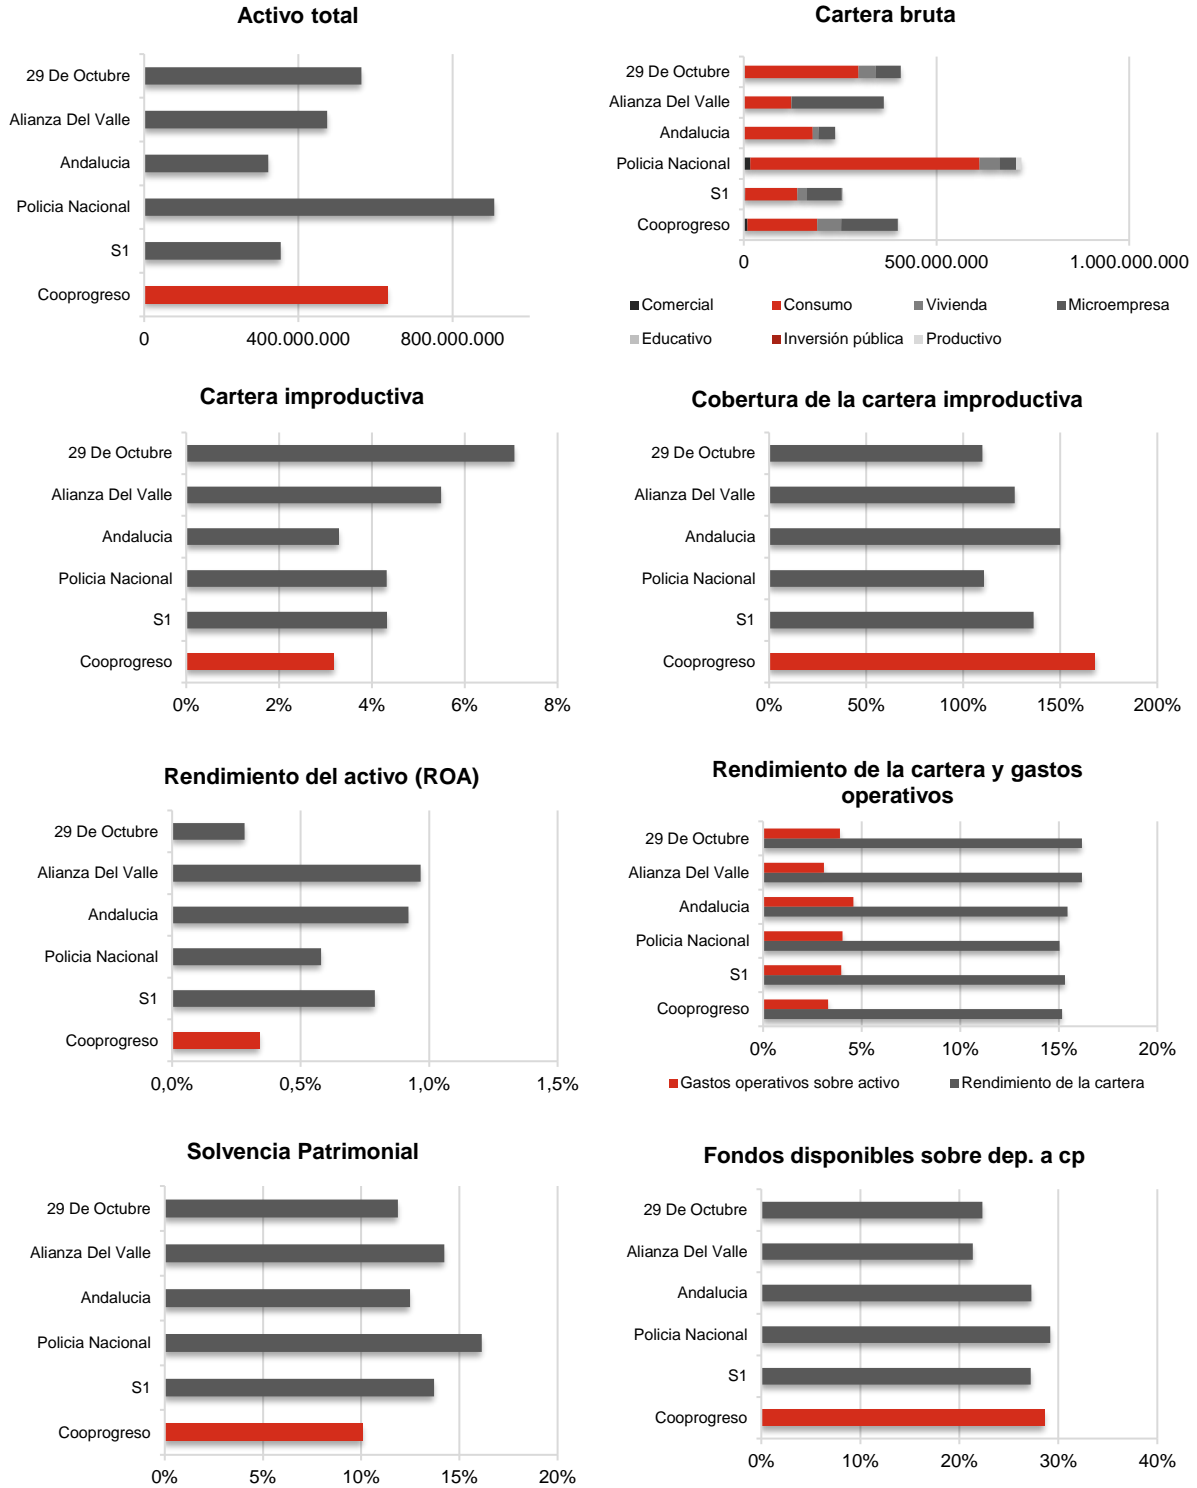 Activo total
29 De Octubre
Alianza Del Valle
Andalucia
Policia Nacional
S1
Cooprogreso
0 400.000.000 800.000.000
Cartera bruta
29 De Octubre
Alianza Del Valle
Andalucia
Policia Nacional
S1
Cooprogreso
0 500.000.000 1.000.000.000
Comercial Consumo Vivienda Microempresa
Educativo Inversión pública Productivo
Cartera improductiva
29 De Octubre
Alianza Del Valle
Andalucia
Policia Nacional
S1
Cooprogreso
0% 2% 4% 6% 8%
Cobertura de la cartera improductiva
29 De Octubre
Alianza Del Valle
Andalucia
Policia Nacional
S1
Cooprogreso
0% 50% 100% 150% 200%
Rendimiento del activo (ROA)
29 De Octubre
Alianza Del Valle
Andalucia
Policia Nacional
S1
Cooprogreso
0,0% 0,5% 1,0% 1,5%
Rendimiento de la cartera y gastos
operativos
29 De Octubre
Alianza Del Valle
Andalucia
Policia Nacional
S1
Cooprogreso
0% 5% 10% 15% 20%
Gastos operativos sobre activo Rendimiento de la cartera
Solvencia Patrimonial
29 De Octubre
Alianza Del Valle
Andalucia
Policia Nacional
S1
Cooprogreso
0% 5% 10% 15% 20%
Fondos disponibles sobre dep. a cp
29 De Octubre
Alianza Del Valle
Andalucia
Policia Nacional
S1
Cooprogreso
0% 10% 20% 30% 40%